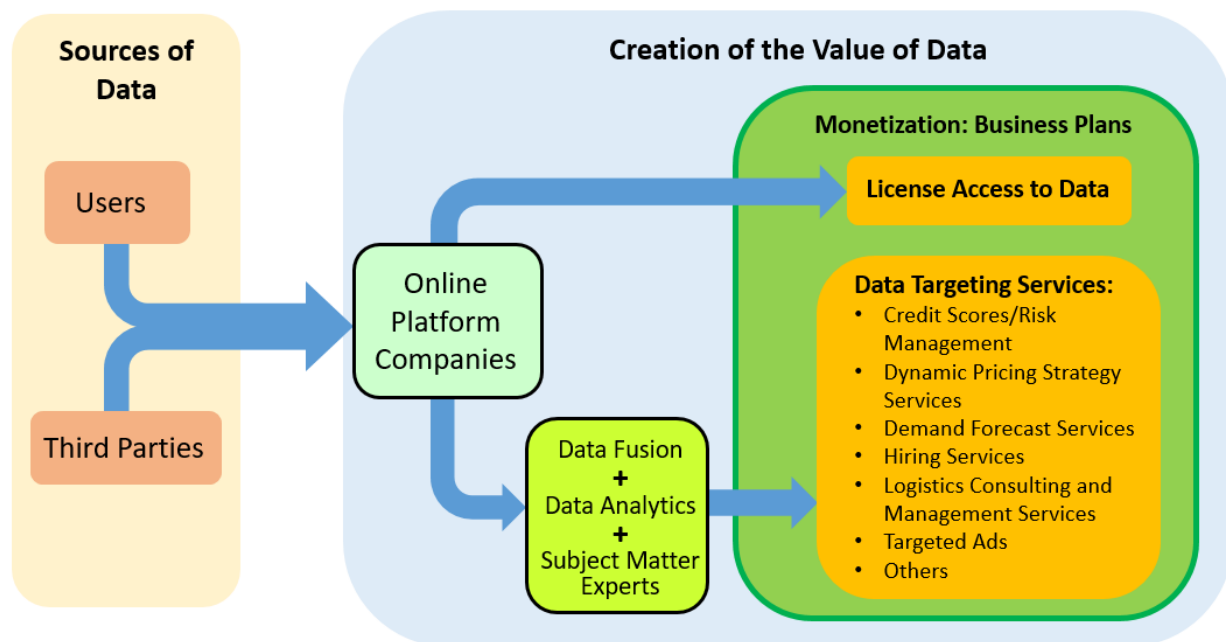 Sources of
Data
Users
Third Parties
Creation of the Value of Data
Online
Platform
Companies
Data Fusion
+
Data Analytics
+
Subject Matter
Experts
Monetization: Business Plans
License Access to Data
Data Targeting Services:
• Credit Scores/Risk
Management
• Dynamic Pricing Strategy
Services
• Demand Forecast Services
• Hiring Services
• Logistics Consulting and
Management Services
• Targeted Ads
• Others